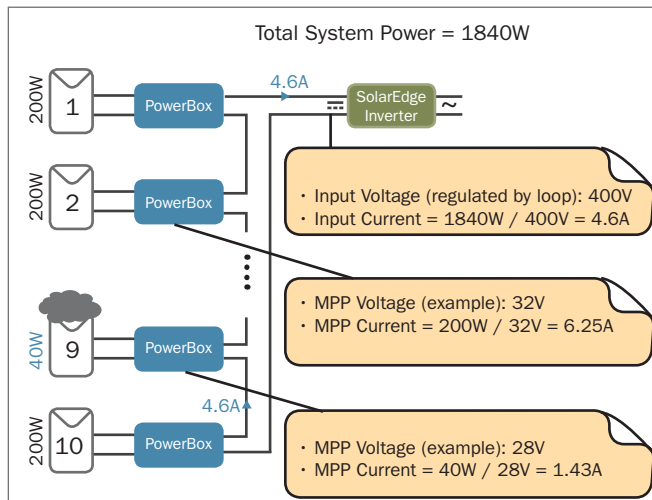 Total System Power = 1840W
200W
1
PowerBox
4.6A
SolarEdge
Inverter
~
200W
2
PowerBox
· Input Voltage (regulated by loop): 400V
· Input Current = 1840W / 400V = 4.6A
· MPP Voltage (example): 32V
· MPP Current = 200W / 32V = 6.25A
40W
9
PowerBox
4.6A
200W
10
PowerBox
· MPP Voltage (example): 28V
· MPP Current = 40W / 28V = 1.43A